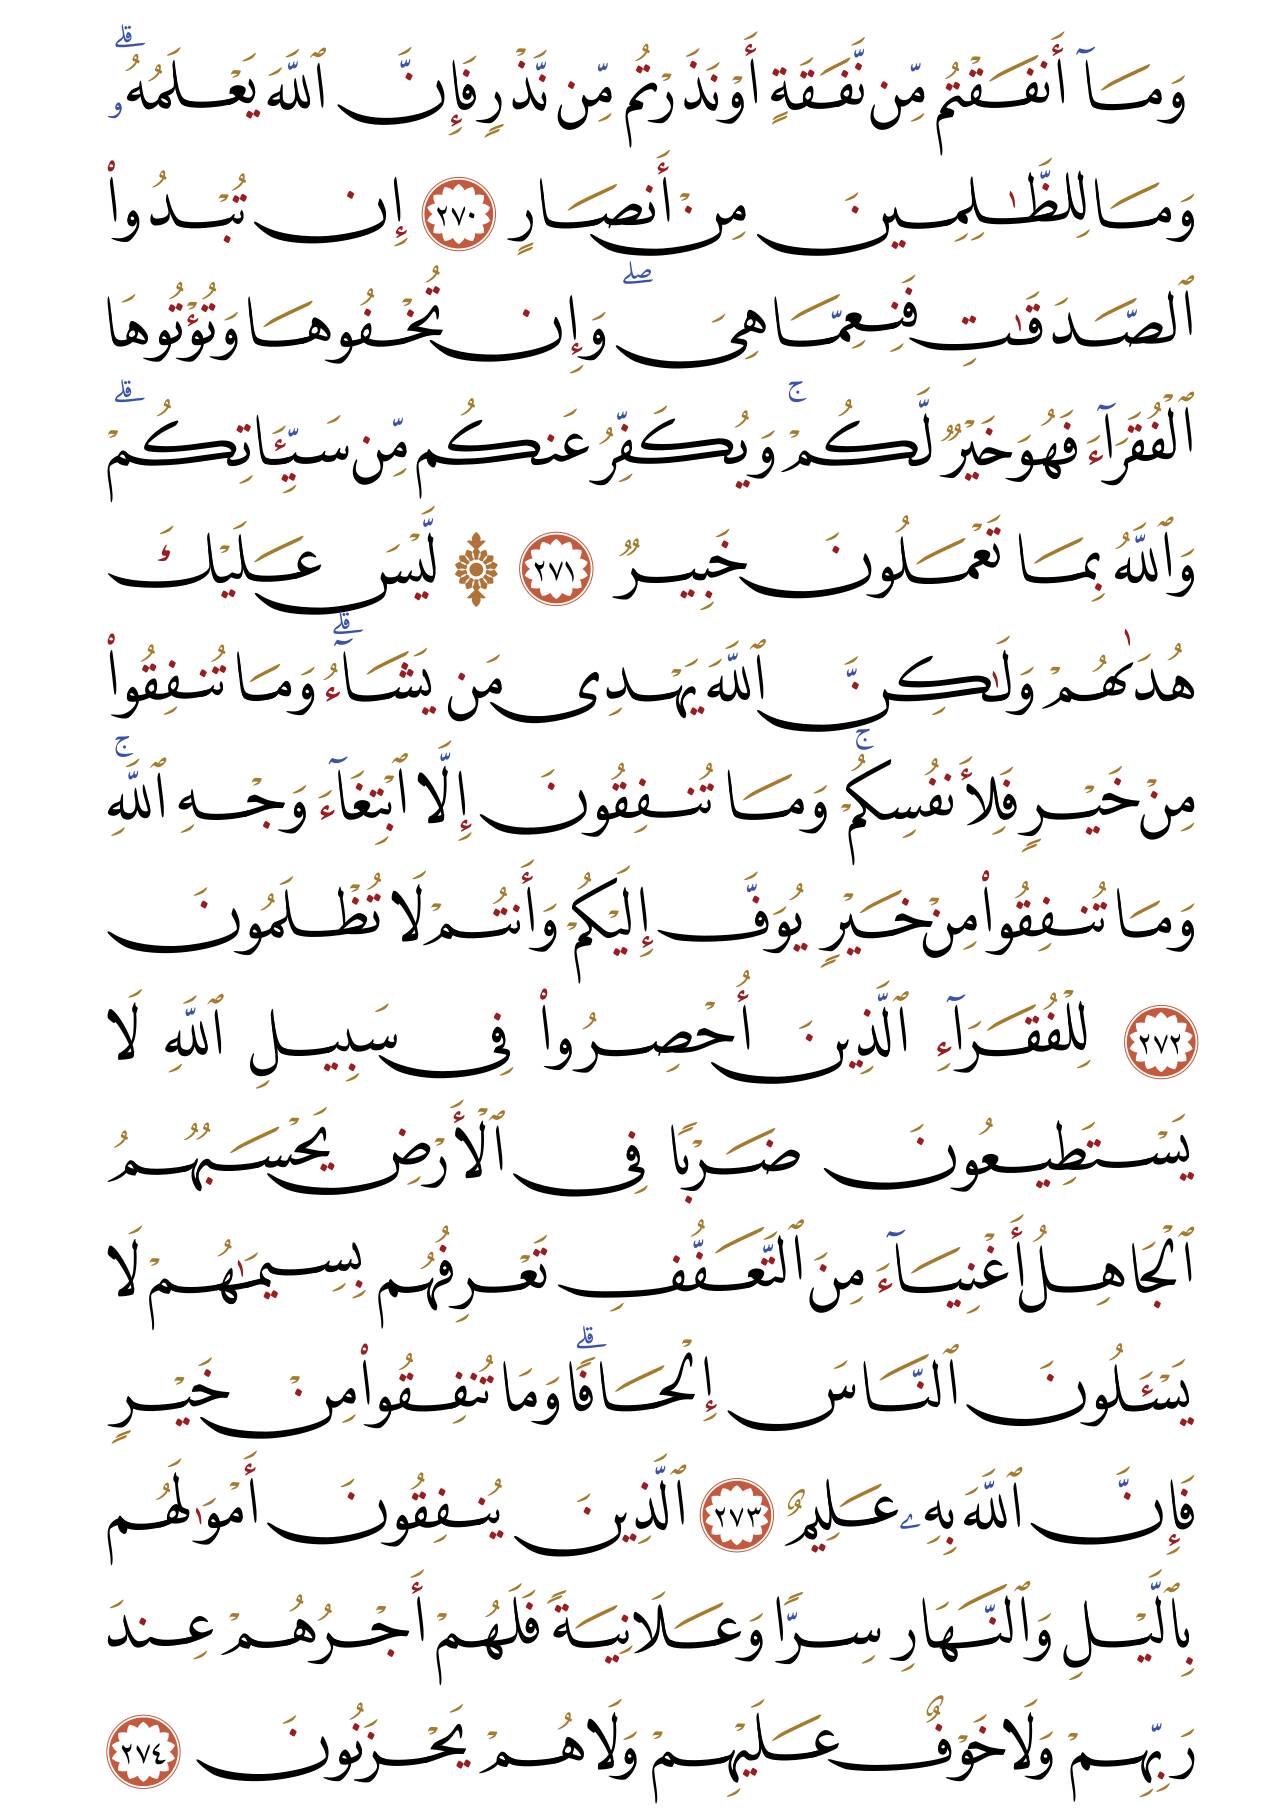 وَمَآ أَنفَقْتُم مِّن نَّفَقَةٍ أَوْ نَذَرْتُم مِّن نَّذْرٍ فَإِنَّ ٱللَّهَ يَعْلَمُهُۥ ۗ
وَمَا لِلظَّٰلِمِينَ مِنْ أَنصَارٍ ٢٧٠ إِن تُبْدُوا۟
ٱلصَّدَقَٰتِ فَنِعِمَّا هِىَ ۖ وَإِن تُخْفُوهَا وَتُؤْتُوهَا
ٱلْفُقَرَآءَ فَهُوَ خَيْرٌ لَّكُمْ ۚ وَيُكَفِّرُ عَنكُم مِّن سَيِّـَٔاتِكُمْ ۗ
وَٱللَّهُ بِمَا تَعْمَلُونَ خَبِيرٌ ٢٧١ ۞ لَّيْسَ عَلَيْكَ
هُدَىٰهُمْ وَلَٰكِنَّ ٱللَّهَ يَهْدِى مَن يَشَآءُ ۗ وَمَا تُنفِقُوا۟
مِنْ خَيْرٍ فَلِأَنفُسِكُمْ ۚ وَمَا تُنفِقُونَ إِلَّا ٱبْتِغَآءَ وَجْهِ ٱللَّهِ ۚ
وَمَا تُنفِقُوا۟ مِنْ خَيْرٍ يُوَفَّ إِلَيْكُمْ وَأَنتُمْ لَا تُظْلَمُونَ
٢٧٢ لِلْفُقَرَآءِ ٱلَّذِينَ أُحْصِرُوا۟ فِى سَبِيلِ ٱللَّهِ لَا
يَسْتَطِيعُونَ ضَرْبًا فِى ٱلْأَرْضِ يَحْسَبُهُمُ
ٱلْجَاهِلُ أَغْنِيَآءَ مِنَ ٱلتَّعَفُّفِ تَعْرِفُهُم بِسِيمَٰهُمْ لَا
يَسْـَٔلُونَ ٱلنَّاسَ إِلْحَافًا ۗ وَمَا تُنفِقُوا۟ مِنْ خَيْرٍ
فَإِنَّ ٱللَّهَ بِهِۦ عَلِيمٌ ٢٧٣ ٱلَّذِينَ يُنفِقُونَ أَمْوَٰلَهُم
بِٱلَّيْلِ وَٱلنَّهَارِ سِرًّا وَعَلَانِيَةً فَلَهُمْ أَجْرُهُمْ عِندَ
رَبِّهِمْ وَلَا خَوْفٌ عَلَيْهِمْ وَلَا هُمْ يَحْزَنُونَ ٢٧٤